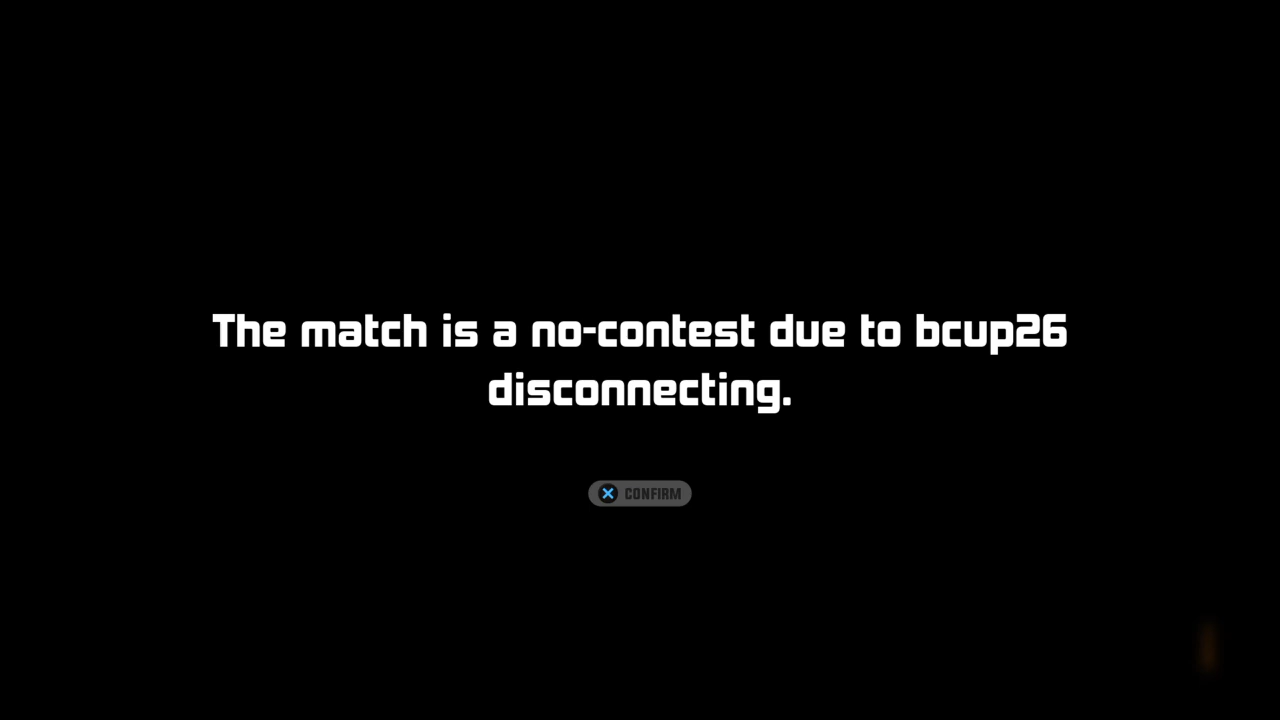 The match is a no-contest due to bcup26
disconnecting.
CONFIRM